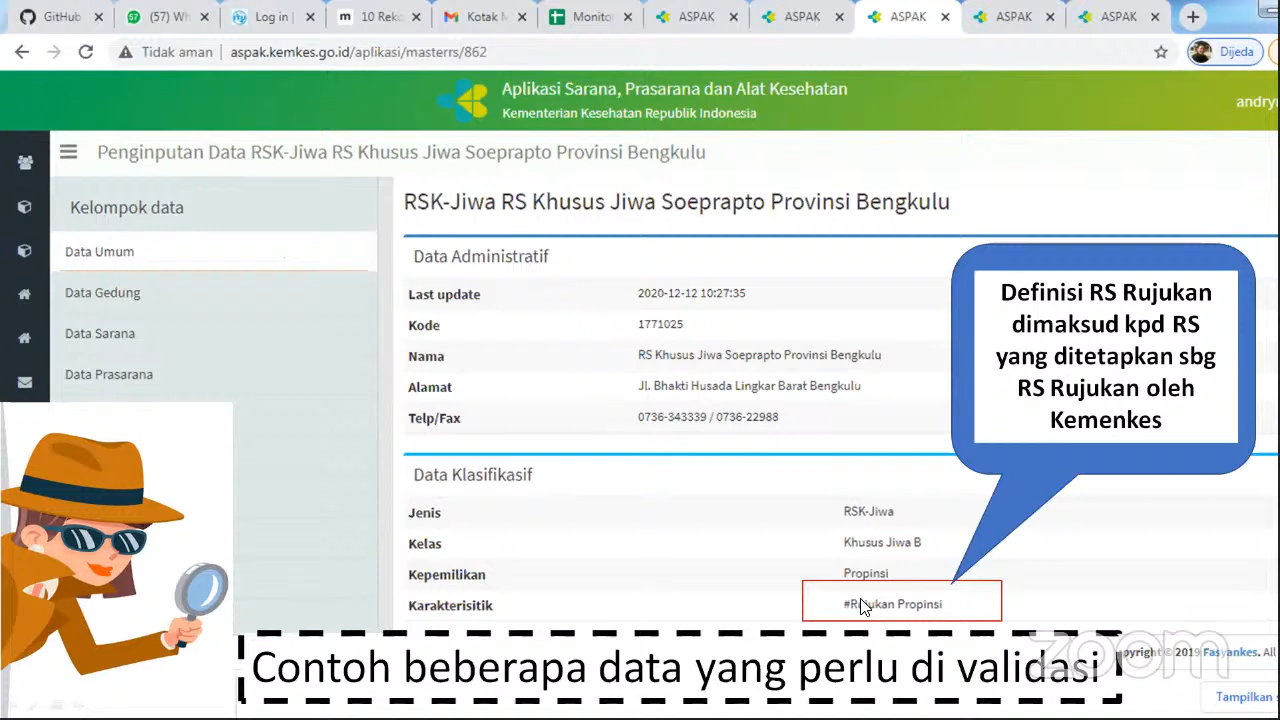 GitHub
(57) Wh
Log in |
10 Reko
Kotak M
Monito
ASPAK
ASPAK
ASPAK
ASPAK
ASPAK
Tidak aman
aspak.kemkes.go.id/aplikasi/masterrs/862
Dijeda
Aplikasi Sarana, Prasarana dan Alat Kesehatan
Kementerian Kesehatan Republik Indonesia
Penginputan Data RSK-Jiwa RS Khusus Jiwa Soeprapto Provinsi Bengkulu
Kelompok data
Data Umum
Data Gedung
Data Sarana
Data Prasarana
RSK-Jiwa RS Khusus Jiwa Soeprapto Provinsi Bengkulu
Data Administratif
Last update 2020-12-12 10:27:35
Kode 1771025
Nama RS Khusus Jiwa Soeprapto Provinsi Bengkulu
Alamat Jl. Bhakti Husada Lingkar Barat Bengkulu
Telp/Fax 0736-343339 / 0736-22988
Data Klasifikasif
Jenis RSK-Jiwa
Kelas Khusus Jiwa B
Kepemilikan Propinsi
Karakterisitik #Rujukan Propinsi
Definisi RS Rujukan
dimaksud kpd RS
yang ditetapkan sbg
RS Rujukan oleh
Kemenkes
Contoh beberapa data yang perlu di validasi
zoom
pyright © 2019 Fasyankes. All
Tampilkan